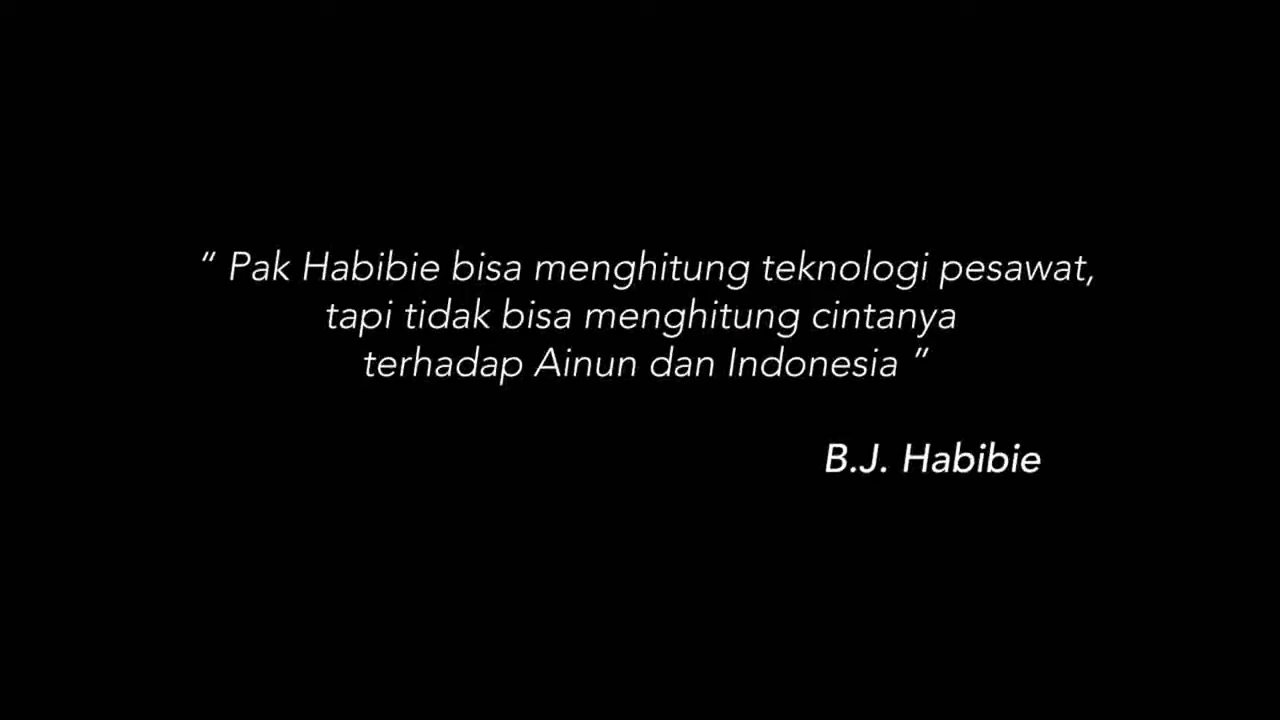 “ Pak Habibie bisa menghitung teknologi pesawat,
tapi tidak bisa menghitung cintanya
terhadap Ainun dan Indonesia ”
B.J. Habibie